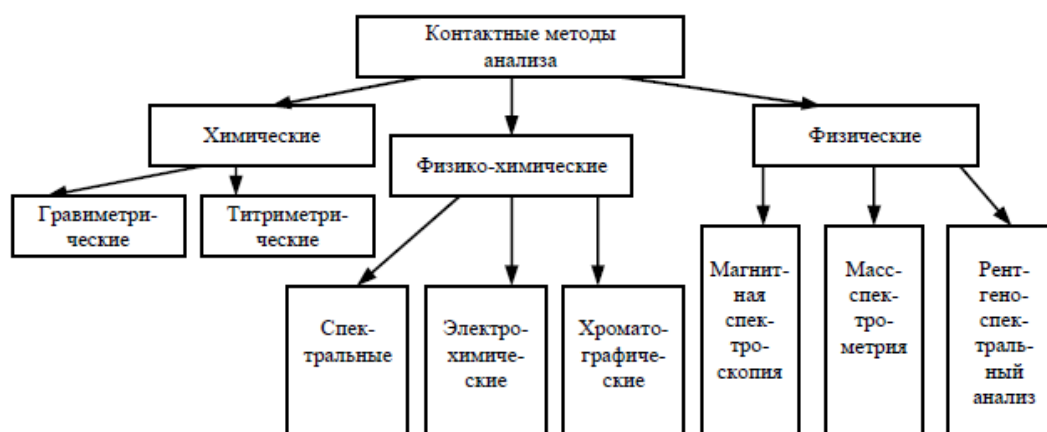 Контактные методы
анализа
Химические
Физические
Физико-химические
Гравиметри-
ческие
Титриметри-
ческие
Магнит-
ная
спек-
тро-
скопия
Масс-
спек-
тро-
метрия
Рент-
гено-
спек-
траль-
ный
анализ
Спек-
тральные
Электро-
химиче-
ские
Хромато-
графиче-
ские